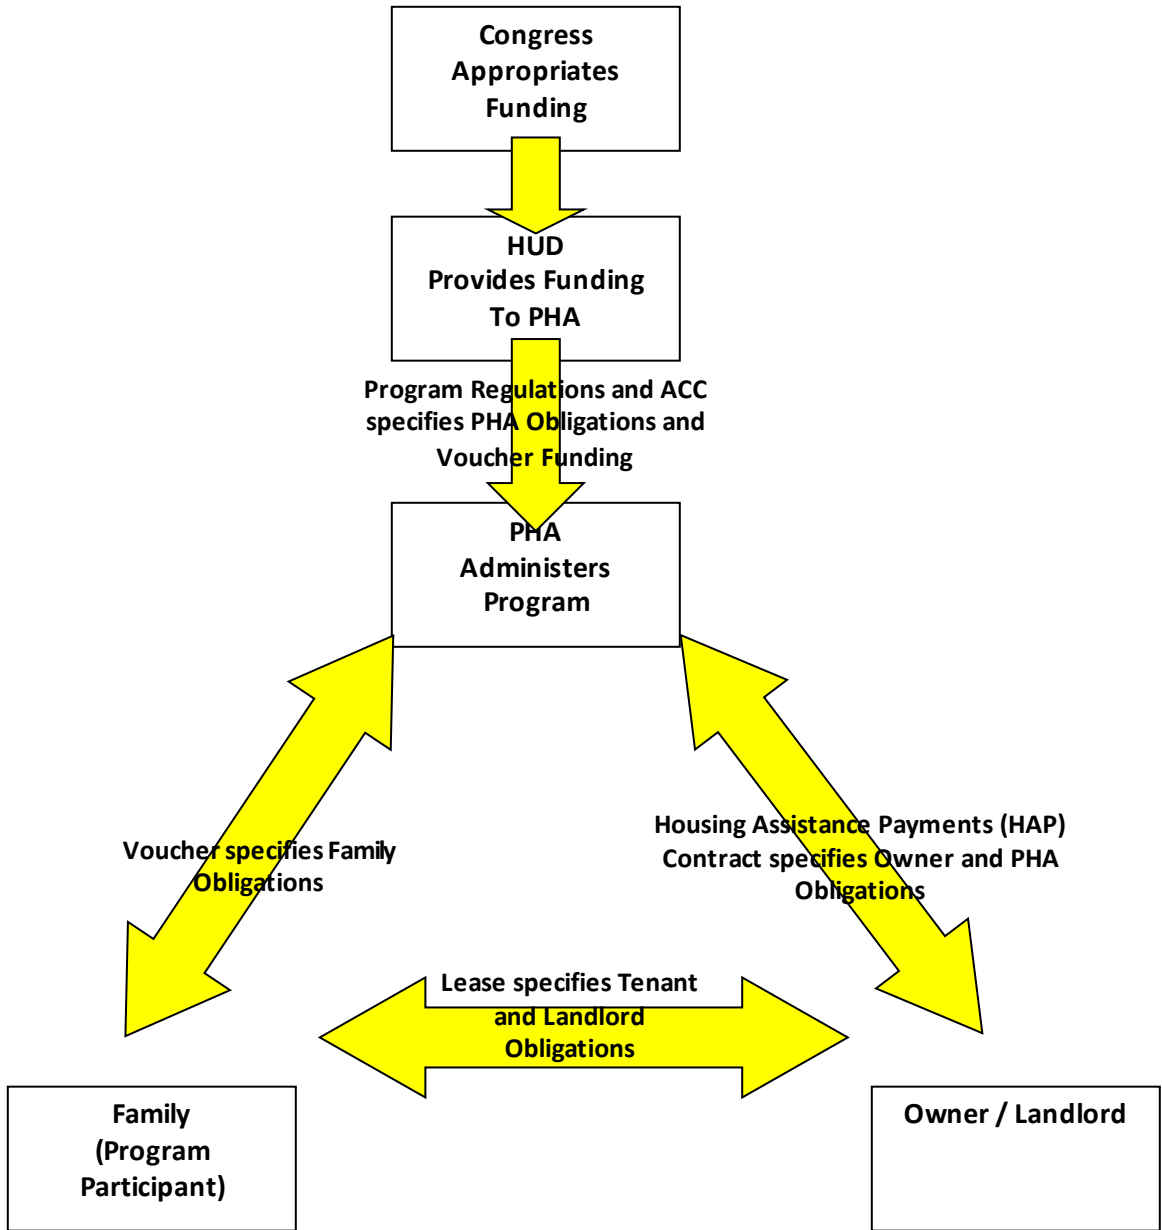 Congress
Appropriates
Funding
HUD
Provides Funding
To PHA
Program Regulations and ACC
specifies PHA Obligations and
Voucher Funding
PHA
Administers
Program
Voucher specifies Family
Obligations
Housing Assistance Payments (HAP)
Contract specifies Owner and PHA
Obligations
Lease specifies Tenant
and Landlord
Obligations
Family
(Program
Participant)
Owner / Landlord